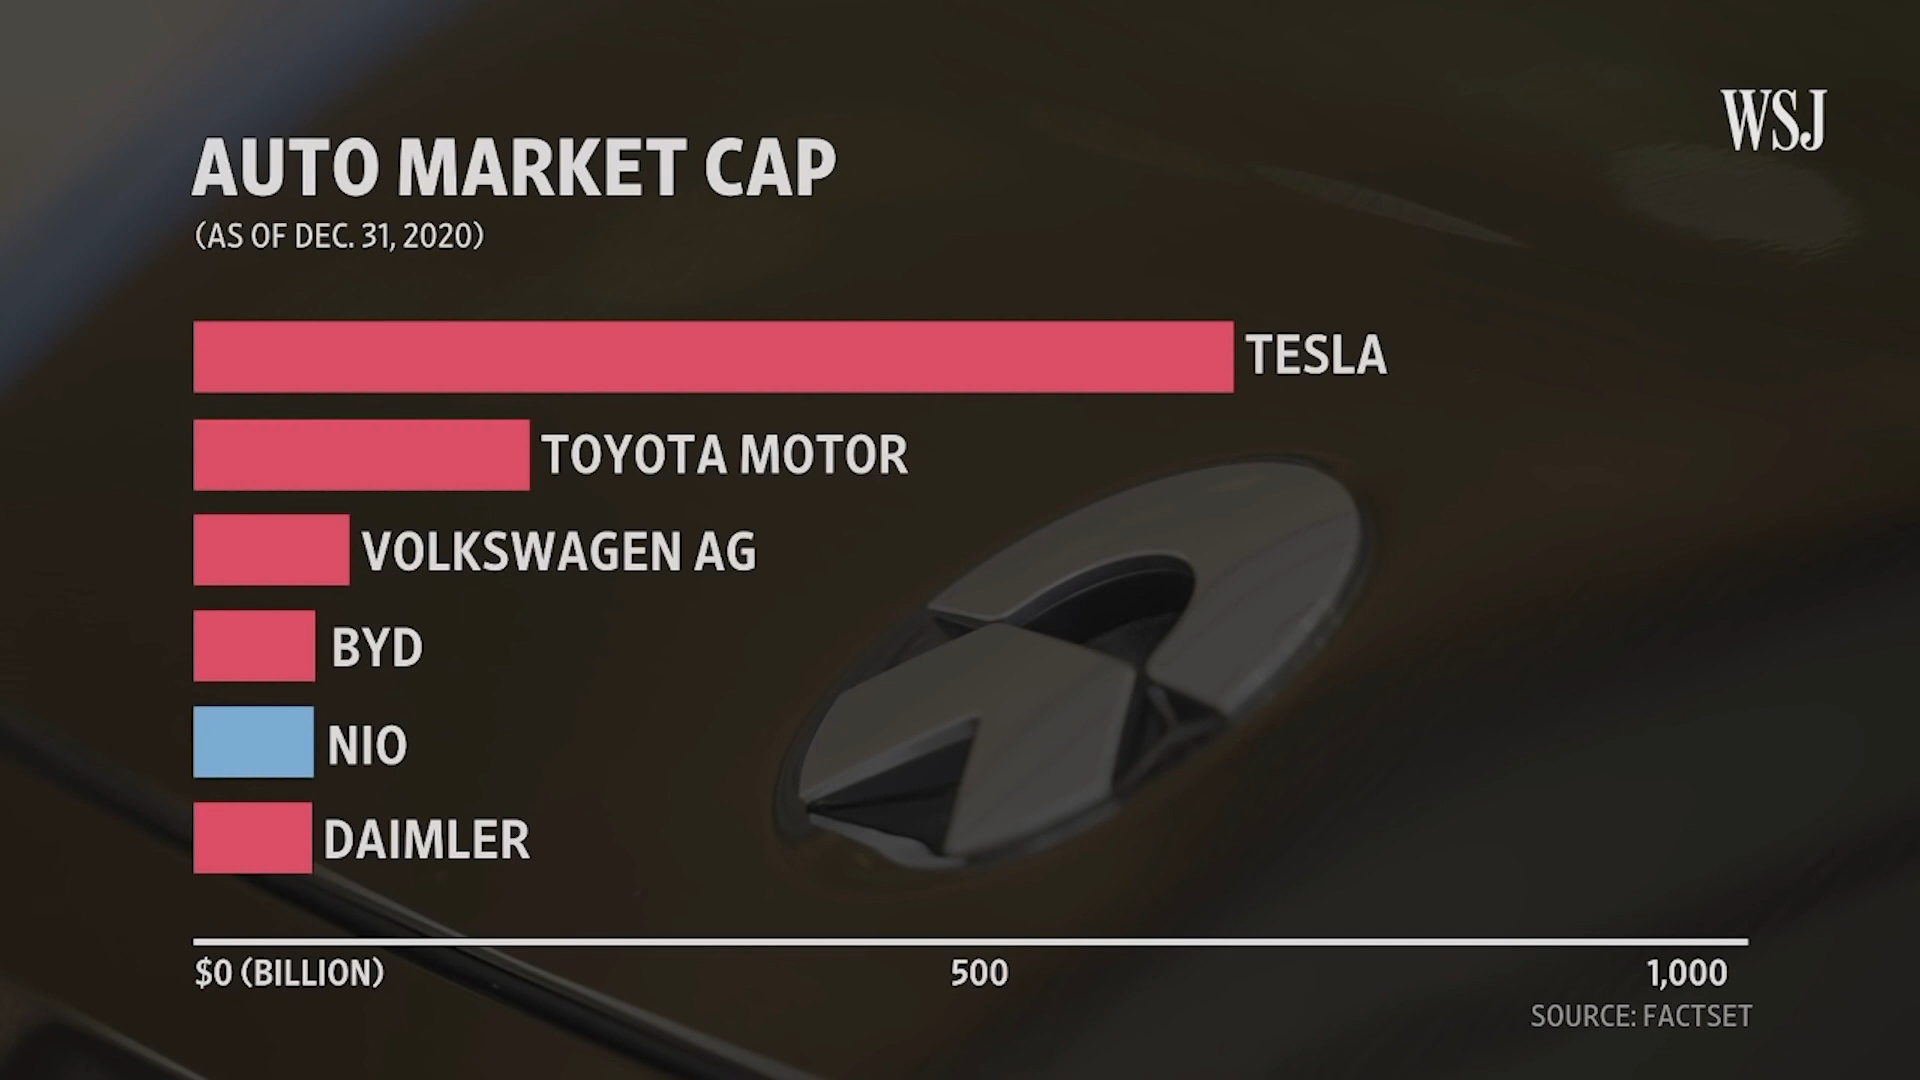 WSJ
AUTO MARKET CAP
(AS OF DEC. 31, 2020)
TESLA
TOYOTA MOTOR
VOLKSWAGEN AG
BYD
NIO
DAIMLER
$0 (BILLION) 500 1,000
SOURCE: FACTSET